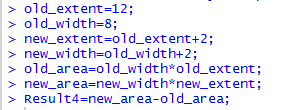 > old_extent=12;
> old_width=8;
> new_extent=old_extent+2;
> new_width=old_width+2;
> old_area=old_width*old_extent;
> new_area=new_width*new_extent;
Result4=new_area-old_area;